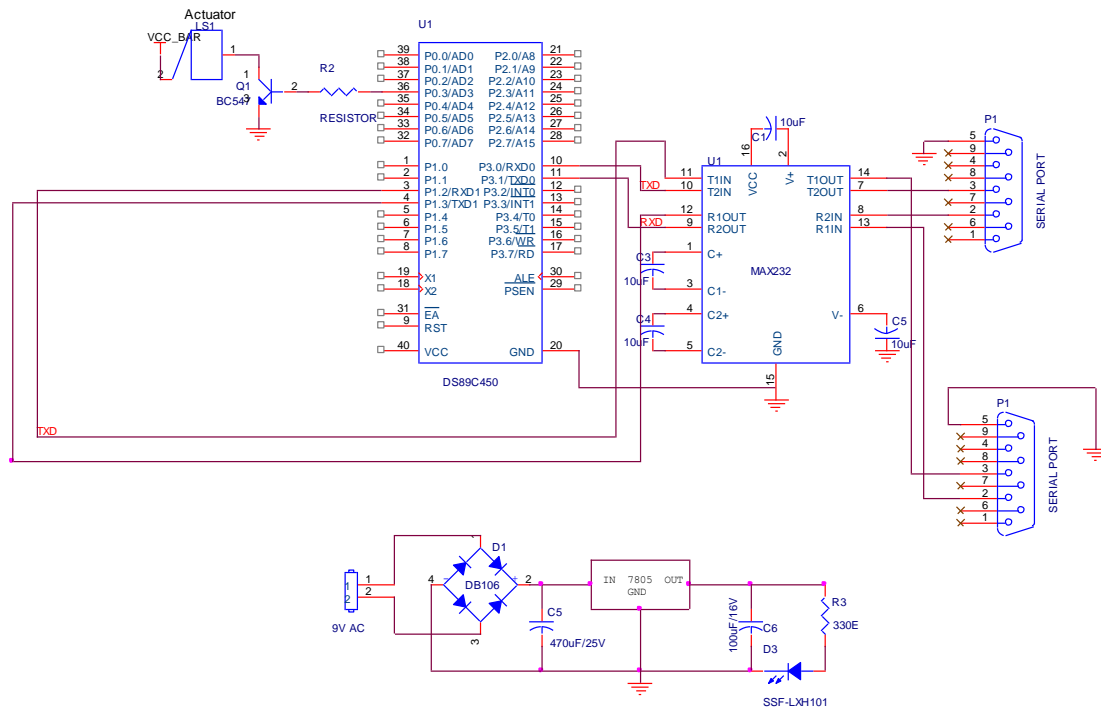 Actuator
LS1
VCC_BAR
1
2
Q1
1
2
3
BC547
R2
RESISTOR
U1
39 P0.0/AD0 P2.0/A8 21
38 P0.1/AD1 P2.1/A9 22
37 P0.2/AD2 P2.2/A10 23
36 P0.3/AD3 P2.3/A11 24
35 P0.4/AD4 P2.4/A12 25
34 P0.5/AD5 P2.5/A13 26
33 P0.6/AD6 P2.6/A14 27
32 P0.7/AD7 P2.7/A15 28
1 P1.0 P3.0/RXD0 10
2 P1.1 P3.1/TXD0 11
3 P1.2/RXD1 P3.2/INT0 12
4 P1.3/TXD1 P3.3/INT1 13
5 P1.4 P3.4/T0 14
6 P1.5 P3.5/T1 15
7 P1.6 P3.6/WR 16
8 P1.7 P3.7/RD 17
19 X1 ALE 30
18 X2 PSEN 29
31 EA
9 RST
40 VCC GND 20
DS89C450
C1
10uF
U1
16 VCC
2 V+
TXD
RXD
11 T1IN T1OUT 14
10 T2IN T2OUT 7
12 R1OUT R2IN 8
9 R2OUT R1IN 13
1 C+
3 C1-
MAX232
4 C2+ V- 6
5 C2-
GND
15
C3
10uF
C4
10uF
C5
10uF
P1
5
9
4
8
3
7
2
6
1
SERIAL PORT
TXD
P1
5
9
4
8
3
7
2
6
1
SERIAL PORT
1 1
2 2
9V AC
D1
DB106
4
2
3
-
+
C5
470uF/25V
IN 7805 OUT
GND
100uF/16V
C6
R3
330E
D3
SSF-LXH101